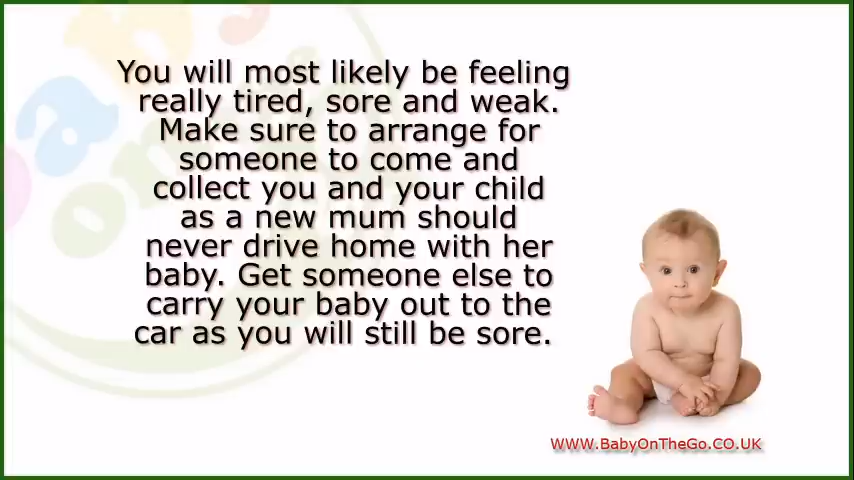 You will most likely be feeling
really tired, sore and weak.
Make sure to arrange for
someone to come and
collect you and your child
as a new mum should
never drive home with her
baby. Get someone else to
carry your baby out to the
car as you will still be sore.
WWW.BabyOnTheGo.CO.UK